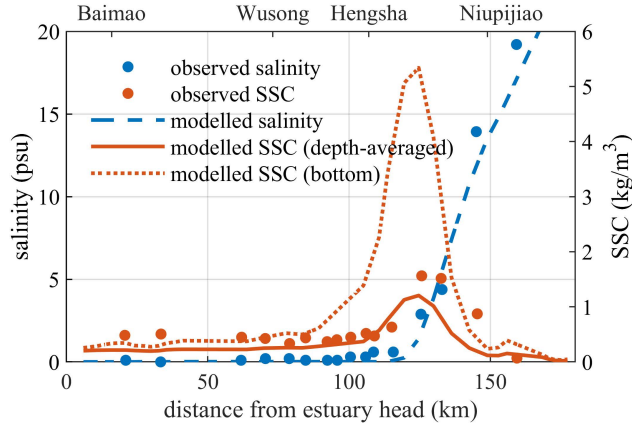 Baimao Wusong Hengsha Niupijiao
20 6
observed salinity
observed SSC
15 5
modelled salinity
modelled SSC (depth-averaged)
modelled SSC (bottom)
4
10 3
5 2
1
0 0
salinity (psu)
SSC (kg/m³)
0 50 100 150
distance from estuary head (km)